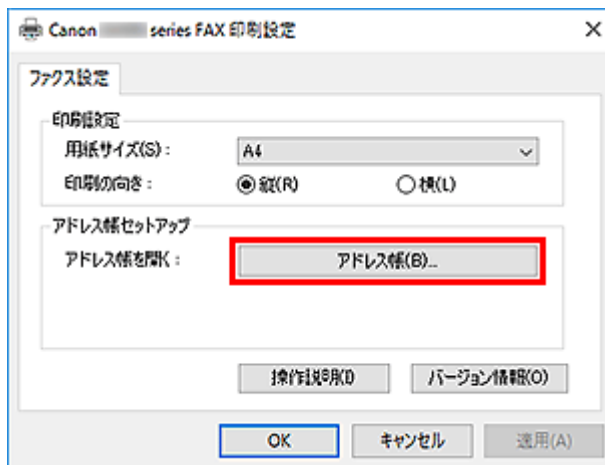 Canon series FAX 印刷設定
ファクス設定
印刷設定
用紙サイズ(S)： A4
印刷の向き： 縦(R) 横(L)
アドレス帳セットアップ
アドレス帳を開く： アドレス帳(B)...
操作説明(I) バージョン情報(O)
OK キャンセル 適用(A)